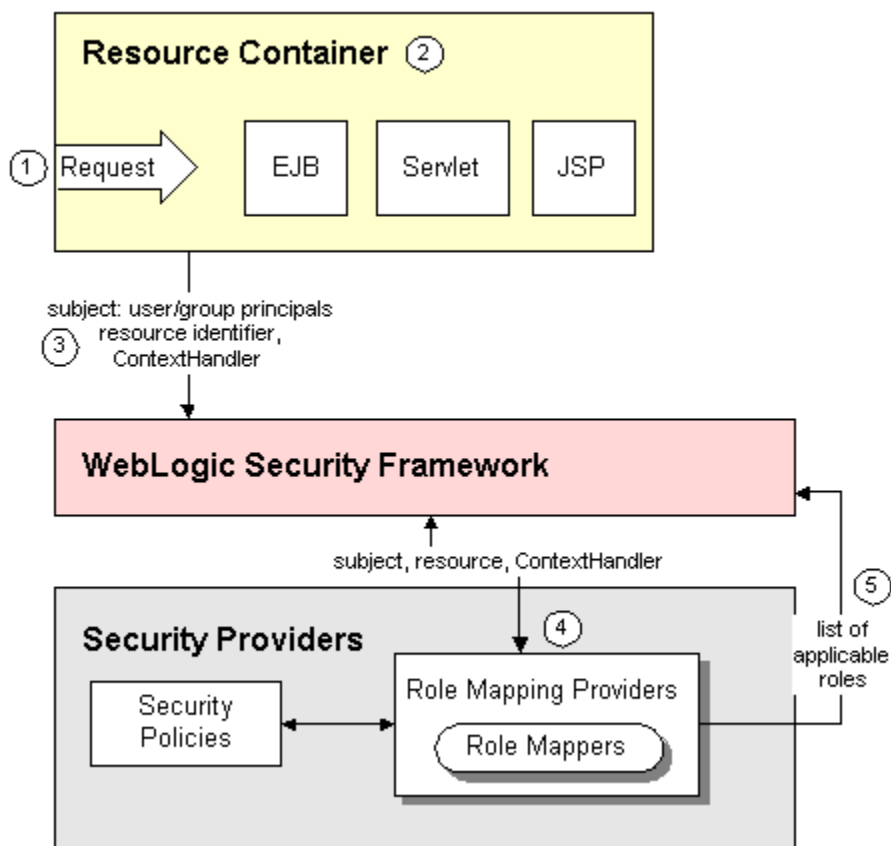 Resource Container 2
1 Request
EJB
Servlet
JSP
subject: user/group principals
resource identifier,
3
ContextHandler
WebLogic Security Framework
subject, resource, ContextHandler
5
list of
applicable
roles
Security Providers
4
Role Mapping Providers
Role Mappers
Security
Policies